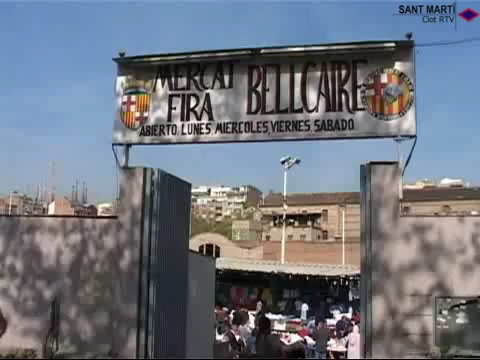 SANT MARTÍ
Clot RTV
MERCAT
FIRA
BELLCAIRE
ABIERTO LUNES, MIERCOLES, VIERNES, SABADO